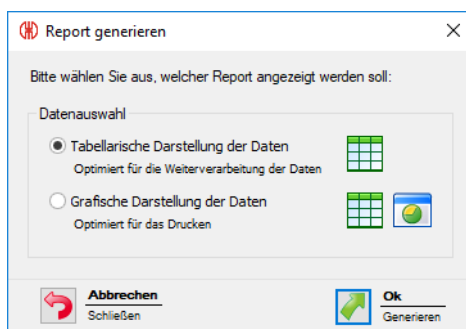 Report generieren
Bitte wählen Sie aus, welcher Report angezeigt werden soll:
Datenauswahl
Tabellarische Darstellung der Daten
Optimiert für die Weiterverarbeitung der Daten
Grafische Darstellung der Daten
Optimiert für das Drucken
Abbrechen
Schließen
Ok
Generieren